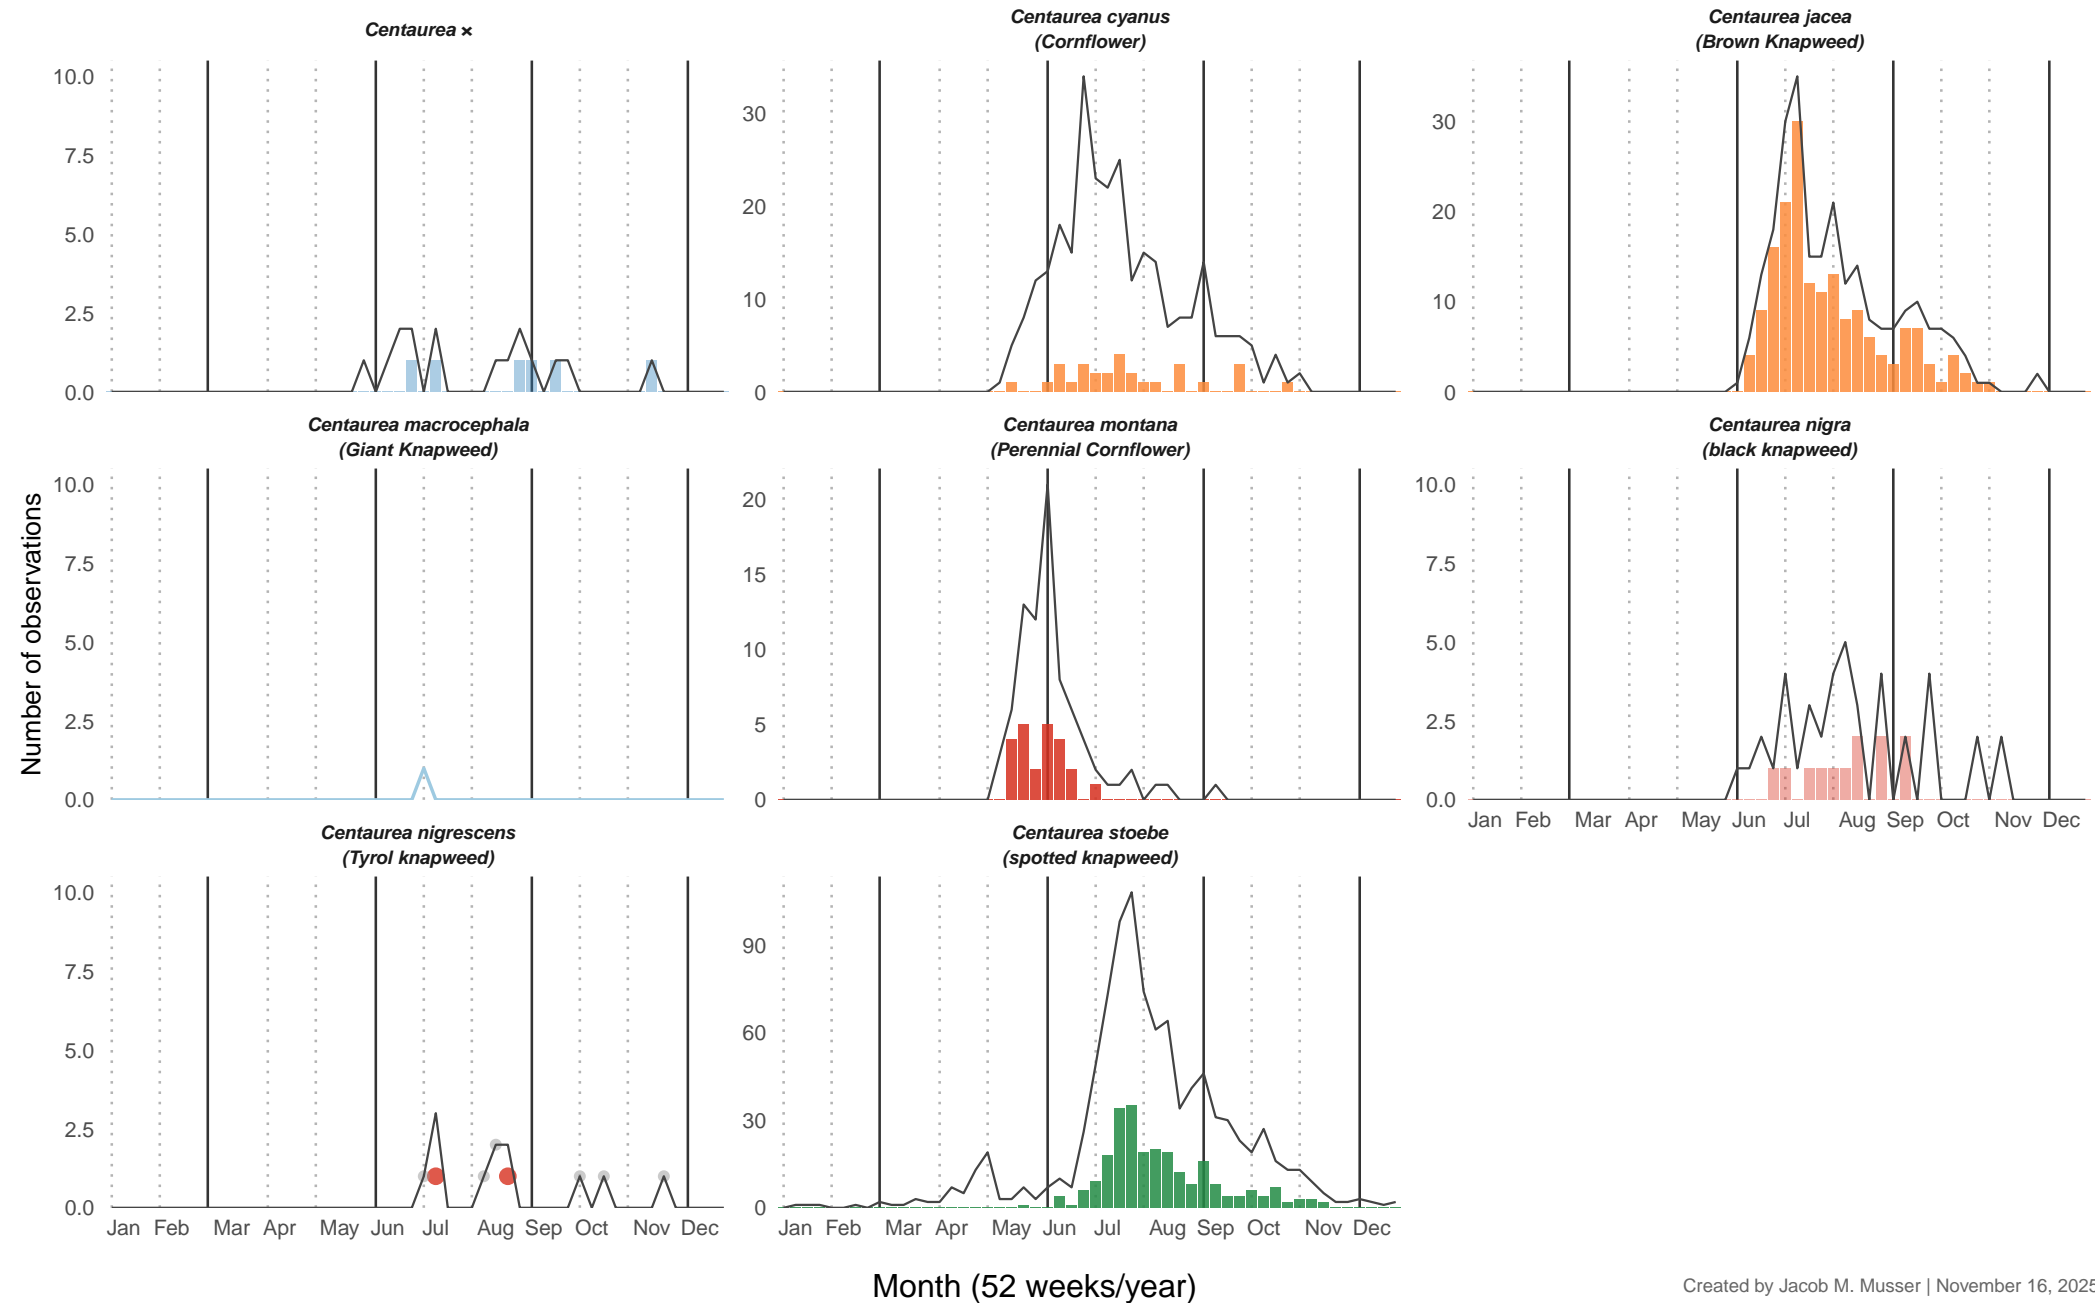 Centaurea ×
Centaurea cyanus
(Cornflower)
Centaurea jacea
(Brown Knapweed)
10.0
7.5
5.0
2.5
0.0
30
20
10
0
30
20
10
0
Centaurea macrocephala
(Giant Knapweed)
Centaurea montana
(Perennial Cornflower)
Centaurea nigra
(black knapweed)
Number of observations
10.0
7.5
5.0
2.5
0.0
20
15
10
5
0
10.0
7.5
5.0
2.5
0.0
Jan Feb Mar Apr May Jun Jul Aug Sep Oct Nov Dec
Centaurea nigrescens
(Tyrol knapweed)
Centaurea stoebe
(spotted knapweed)
10.0
7.5
5.0
2.5
0.0
90
60
30
0
Jan Feb Mar Apr May Jun Jul Aug Sep Oct Nov Dec
Jan Feb Mar Apr May Jun Jul Aug Sep Oct Nov Dec
Month (52 weeks/year)
Created by Jacob M. Musser | November 16, 2025